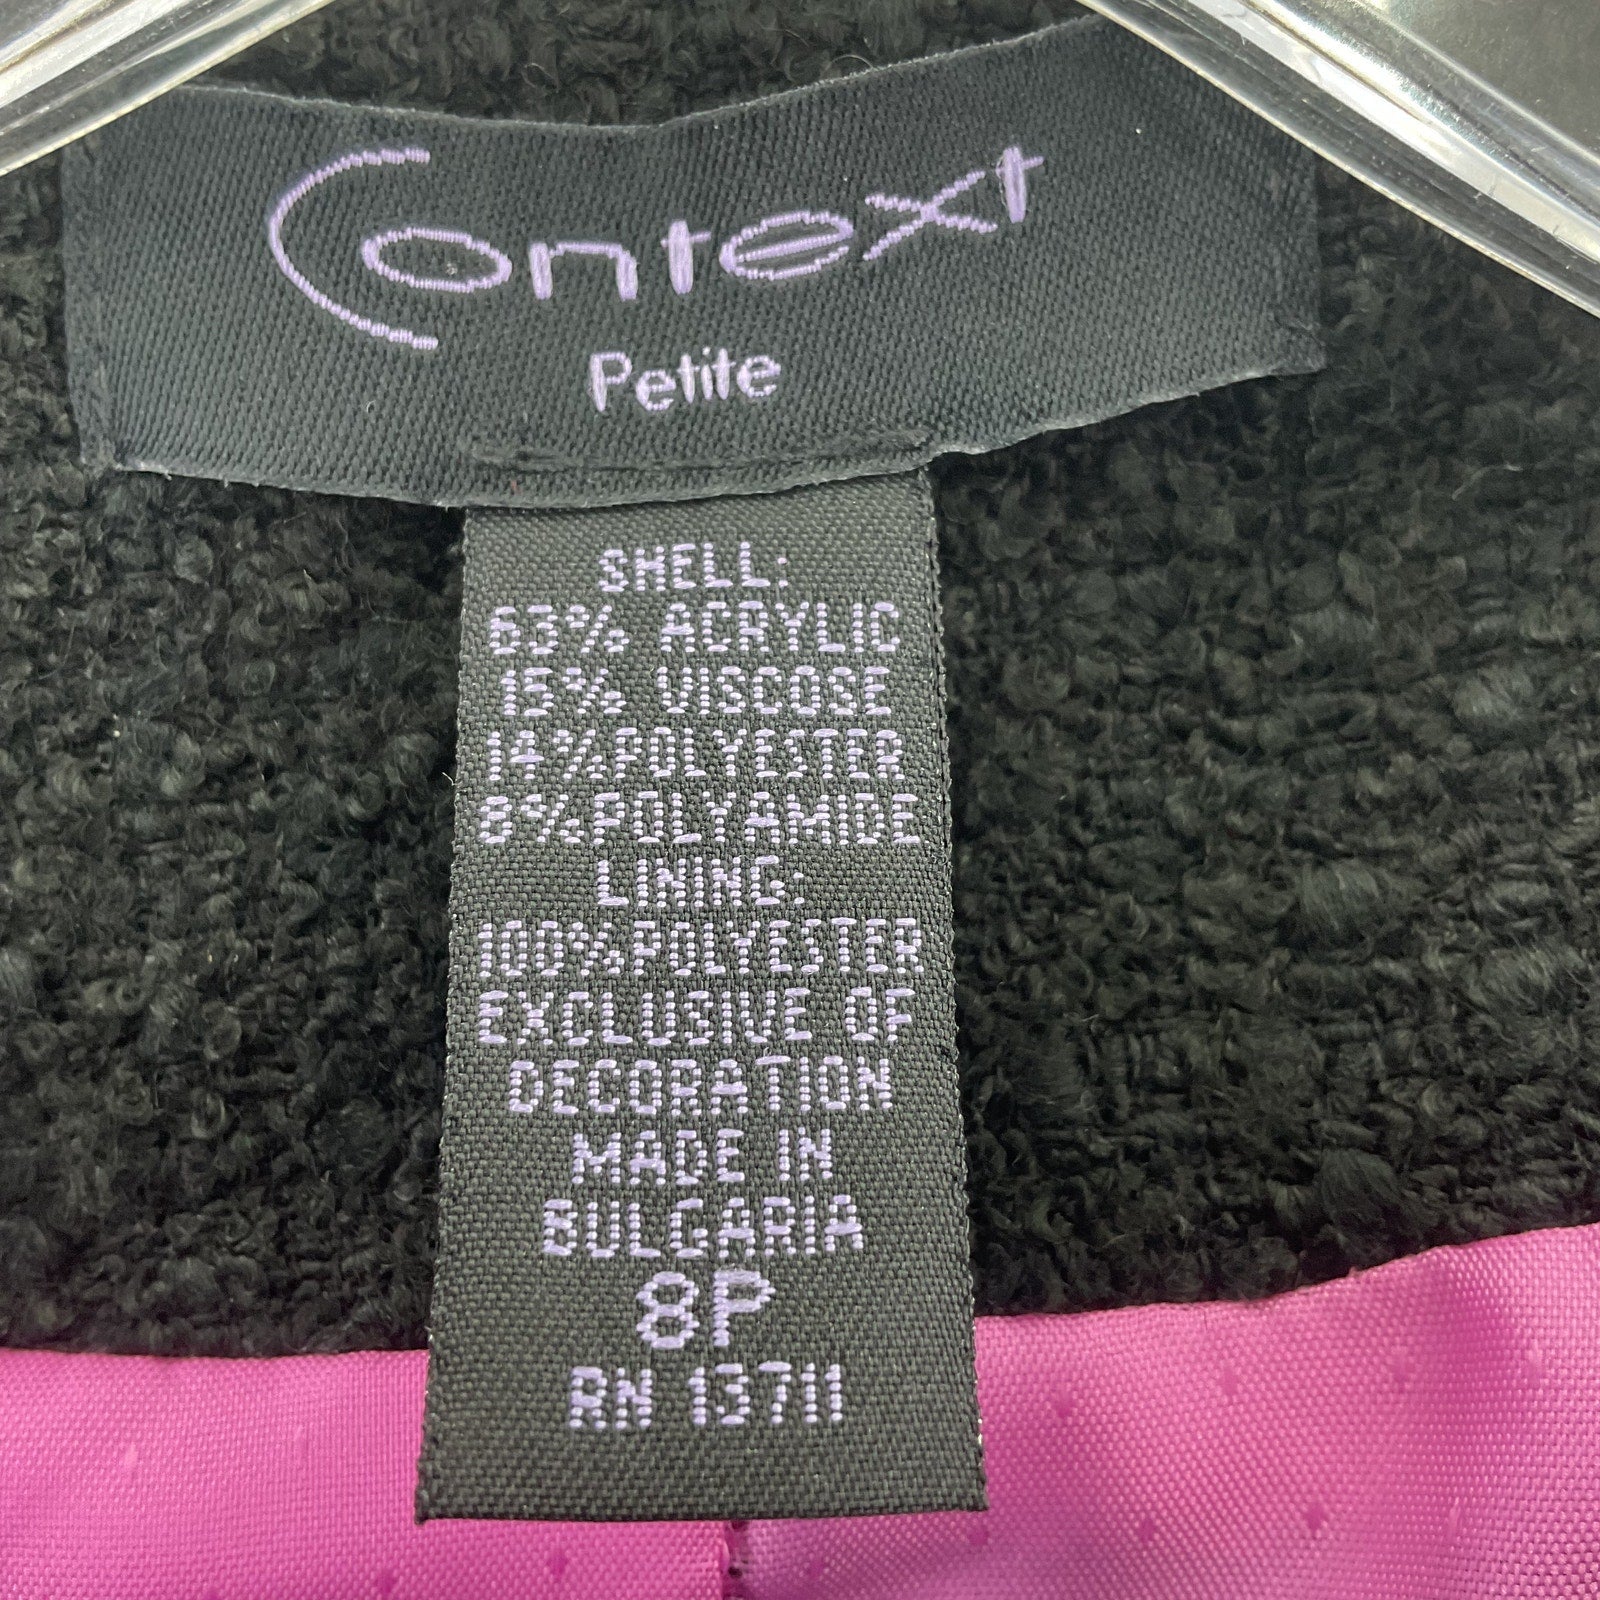 Context
Petite
SHELL:
63% ACRYLIC
15% VISCOSE
14% POLYESTER
8% POLYAMIDE
LINING:
100% POLYESTER
EXCLUSIVE OF
DECORATION
MADE IN
BULGARIA
8P
RN 13711